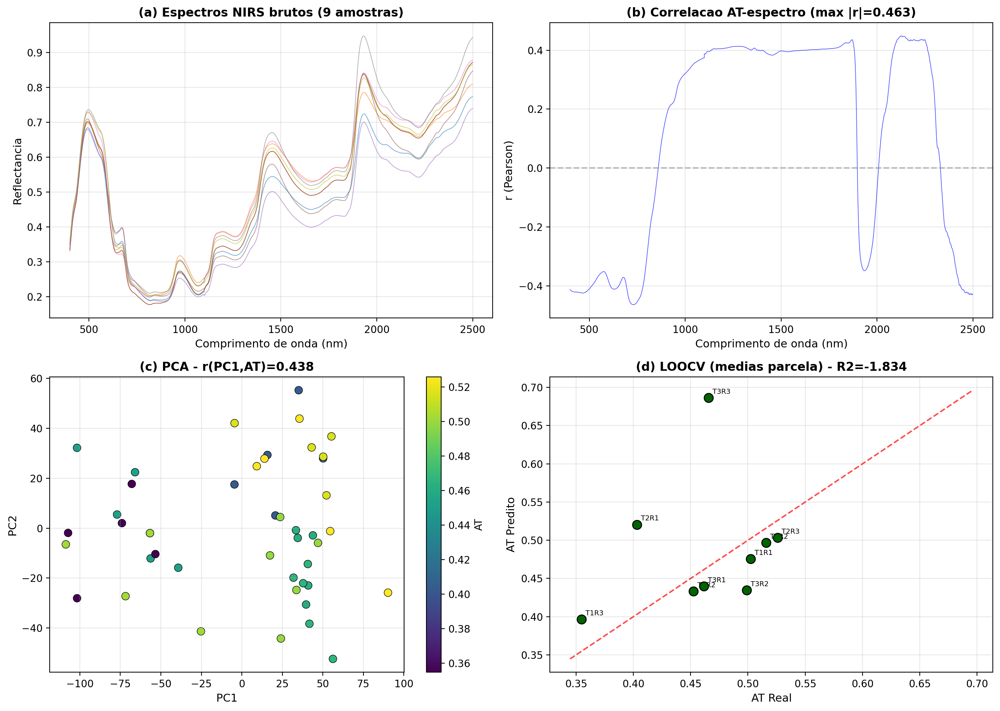 (a) Espectros NIRS brutos (9 amostras)
Reflectancia
0.9
0.8
0.7
0.6
0.5
0.4
0.3
0.2
500 1000 1500 2000 2500
Comprimento de onda (nm)
(b) Correlacao AT-espectro (max |r|=0.463)
r (Pearson)
0.4
0.2
0.0
−0.2
−0.4
500 1000 1500 2000 2500
Comprimento de onda (nm)
(c) PCA - r(PC1,AT)=0.438
PC2
60
40
20
0
−20
−40
−100 −75 −50 −25 0 25 50 75 100
PC1
0.52
0.50
0.48
0.46
0.44
0.42
0.40
0.38
0.36
AT
(d) LOOCV (medias parcela) - R2=-1.834
AT Predito
0.70
0.65
0.60
0.55
0.50
0.45
0.40
0.35
T3R3
T2R1
T2R3
T1R1
T3R1
T3R2
T1R3
0.35 0.40 0.45 0.50 0.55 0.60 0.65 0.70
AT Real